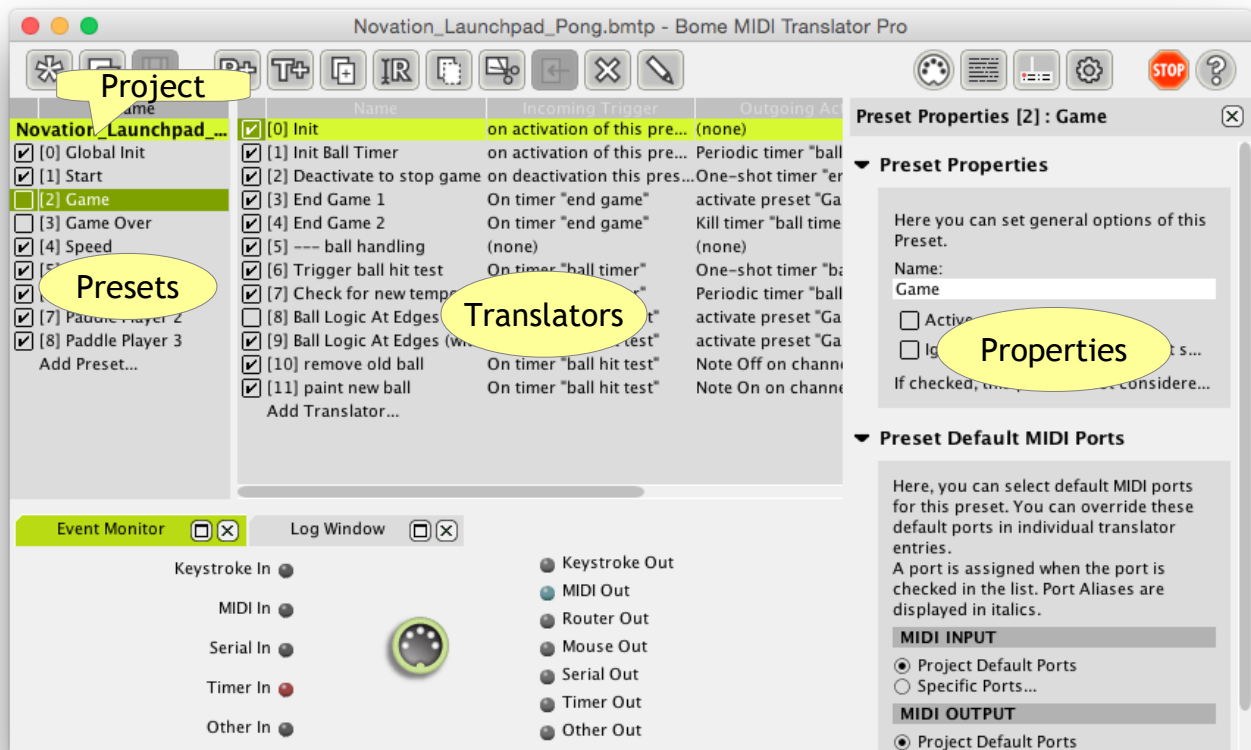 Novation_Launchpad_Pong.bmtp - Bome MIDI Translator Pro
STOP
Project
Name Incoming Trigger Outgoing Act
Novation_Launchpad_...
[0] Global Init
[1] Start
[2] Game
[3] Game Over
[4] Speed
Presets
[7] Paddle Player 2
[8] Paddle Player 3
Add Preset...
[0] Init on activation of this pre... (none)
[1] Init Ball Timer on activation of this pre... Periodic timer "ball
[2] Deactivate to stop game on deactivation this pres... One-shot timer "en
[3] End Game 1 On timer "end game" activate preset "Ga
[4] End Game 2 On timer "end game" Kill timer "ball time
[5] --- ball handling (none) (none)
[6] Trigger ball hit test On timer "ball timer" One-shot timer "ba
[7] Check for new temp Periodic timer "ball
Translators
[8] Ball Logic At Edges activate preset "Ga
[9] Ball Logic At Edges test" activate preset "Ga
[10] remove old ball On timer "ball hit test" Note Off on channe
[11] paint new ball On timer "ball hit test" Note On on channe
Add Translator...
Preset Properties [2] : Game
Preset Properties
Here you can set general options of this
Preset.
Name:
Game
Active
Properties
s...
If checked, considere...
Preset Default MIDI Ports
Here, you can select default MIDI ports
for this preset. You can override these
default ports in individual translator
entries.
A port is assigned when the port is
checked in the list. Port Aliases are
displayed in italics.
MIDI INPUT
Project Default Ports
Specific Ports...
MIDI OUTPUT
Project Default Ports
Event Monitor Log Window
Keystroke In
MIDI In
Serial In
Timer In
Other In
Keystroke Out
MIDI Out
Router Out
Mouse Out
Serial Out
Timer Out
Other Out